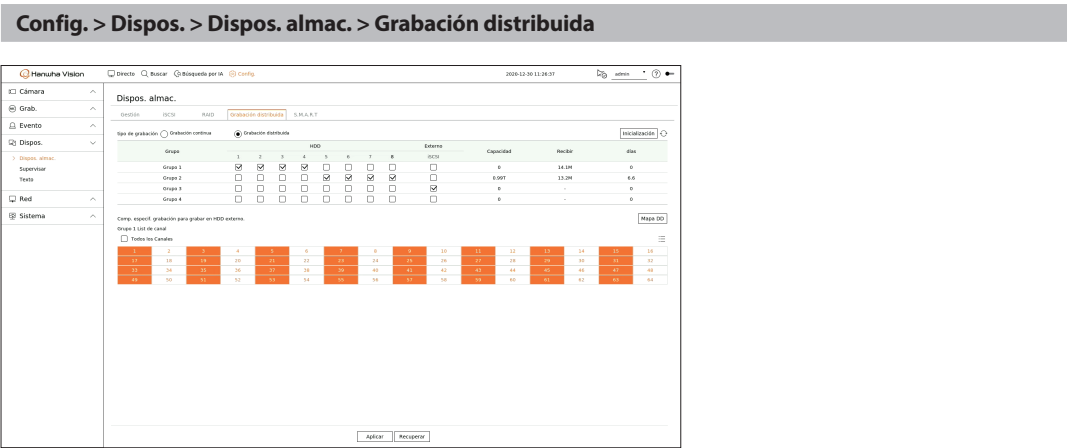 Config. > Dispos. > Dispos. almac. > Grabación distribuida
Hanwha Vision Directo Buscar Búsqueda por IA Config. 2020-12-30 11:26:37 admin
Cámara
Grab.
Evento
Dispos.
> Dispos. almac.
Supervisar
Texto
Red
Sistema
Dispos. almac.
Gestión iSCSI RAID Grabación distribuida S.M.A.R.T
tipo de grabación Grabación continua Grabación distribuida Inicialización
Grupo HDD Externo Capacidad Recibir días
1 2 3 4 5 6 7 8 iSCSI
Grupo 1 0 14.1M 0
Grupo 2 0.99T 13.2M 6.6
Grupo 3 0 - 0
Grupo 4 0 - 0
Comp. especif. grabación para grabar en HDD externo. Mapa DD
Grupo 1 List de canal
Todos los Canales
1 2 3 4 5 6 7 8 9 10 11 12 13 14 15 16
17 18 19 20 21 22 23 24 25 26 27 28 29 30 31 32
33 34 35 36 37 38 39 40 41 42 43 44 45 46 47 48
49 50 51 52 53 54 55 56 57 58 59 60 61 62 63 64
Aplicar Recuperar